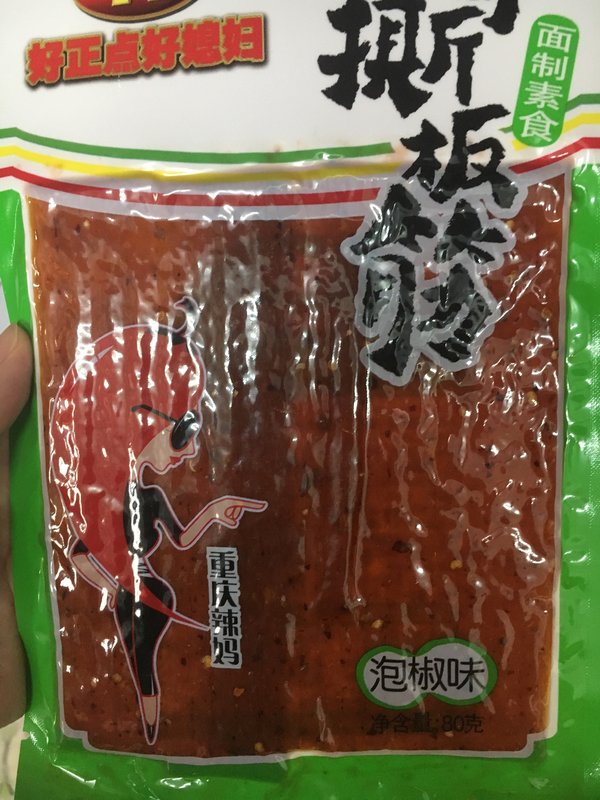 好正点好媳妇
撕板筋
面制素食
重庆辣妈
泡椒味
净含量:80克